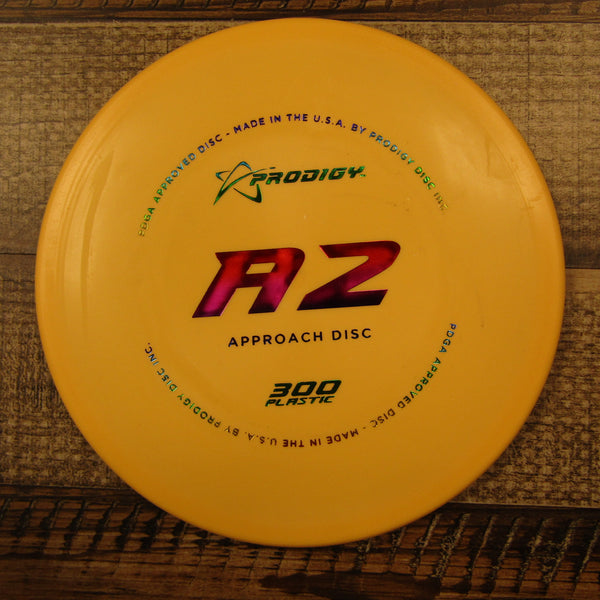 PDGA APPROVED DISC - MADE IN THE U.S.A. BY PRODIGY DISC INC.
PRODIGY
A2
APPROACH DISC
300
PLASTIC
PDGA APPROVED DISC - MADE IN THE U.S.A. BY PRODIGY DISC INC.